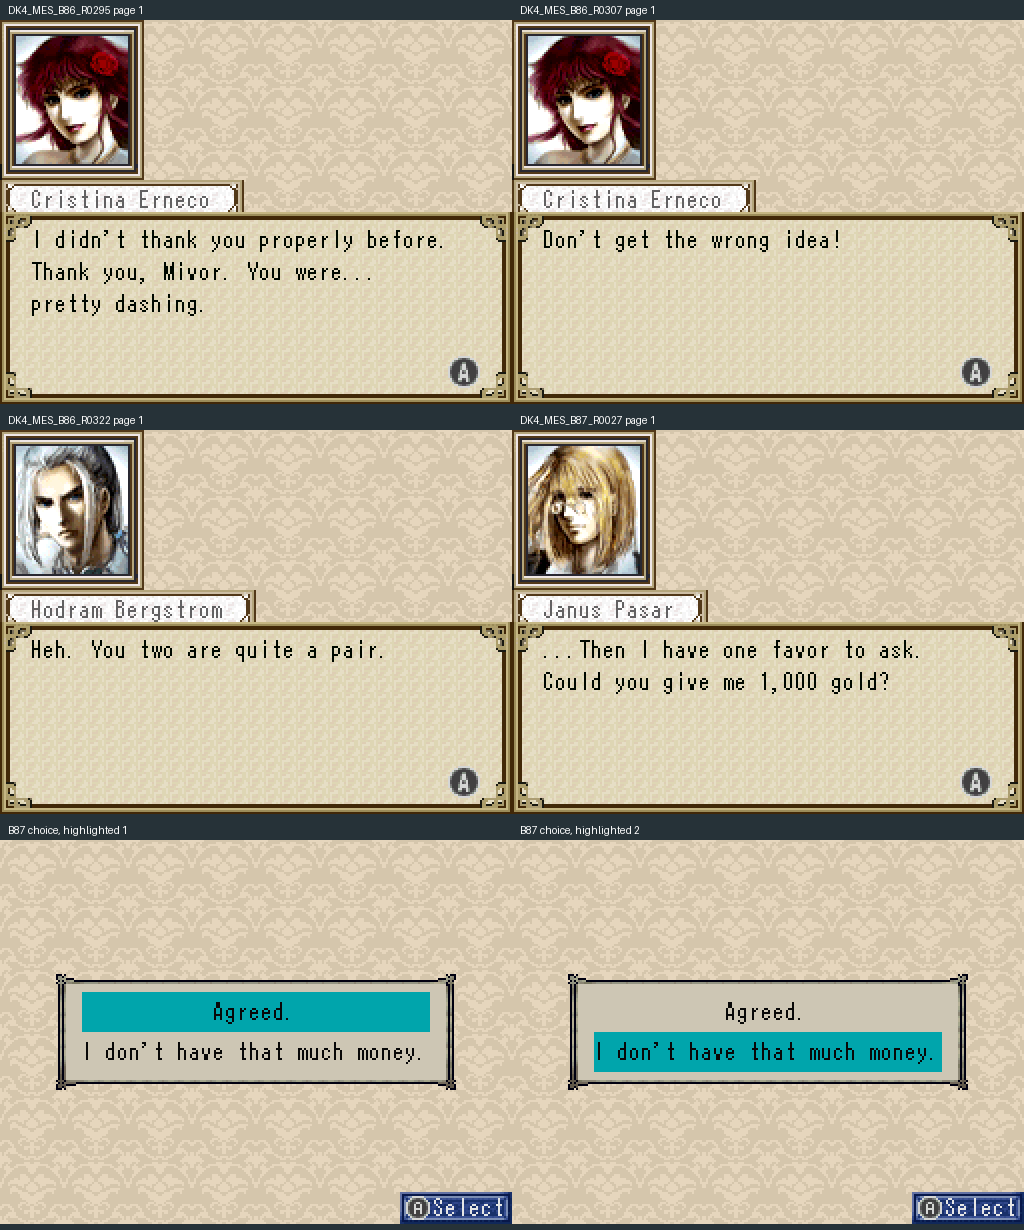 DK4_MES_B86_R0295 page 1
Cristina Erneco
I didn't thank you properly before.
Thank you, Mivor. You were...
pretty dashing.
A
DK4_MES_B86_R0307 page 1
Cristina Erneco
Don't get the wrong idea!
A
DK4_MES_B86_R0322 page 1
Hodram Bergstrom
Heh. You two are quite a pair.
A
DK4_MES_B87_R0027 page 1
Janus Pasar
...Then I have one favor to ask.
Could you give me 1,000 gold?
A
B87 choice, highlighted 1
Agreed.
I don't have that much money.
A Select
B87 choice, highlighted 2
Agreed.
I don't have that much money.
A Select